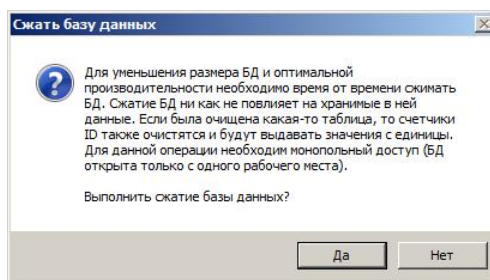 Сжать базу данных
Для уменьшения размера БД и оптимальной
производительности необходимо время от времени сжимать
БД. Сжатие БД ни как не повлияет на хранимые в ней
данные. Если была очищена какая-то таблица, то счетчики
ID также очистятся и будут выдавать значения с единицы.
Для данной операции необходим монопольный доступ (БД
открыта только с одного рабочего места).
Выполнить сжатие базы данных?
Да
Нет